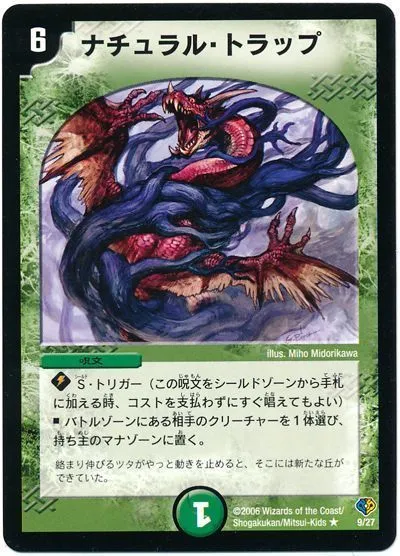 6 ナチュラル・トラップ
illus. Miho Midorikawa
呪文
S・トリガー（この呪文をシールドゾーンから手札
に加える時、コストを支払わずにすぐ唱えてもよい）
■ バトルゾーンにある相手のクリーチャーを1体選び、
持ち主のマナゾーンに置く。
絡まり伸びるツタがやっと動きを止めると、そこには新たな丘が
できていた。
1
©2006 Wizards of the Coast/
Shogakukan/Mitsui-Kids ★ 9/27